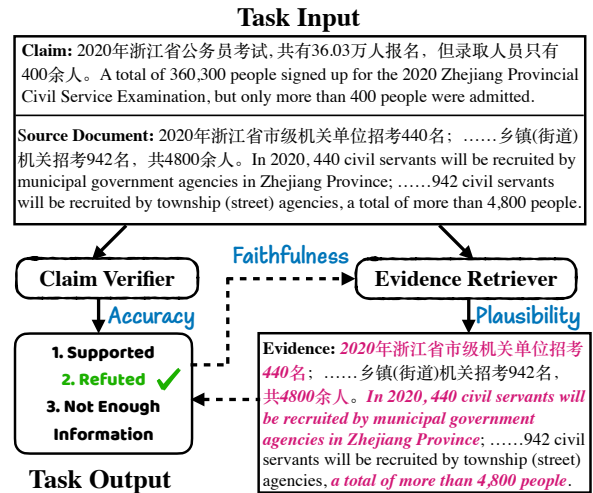 Task Input
Claim: 2020年浙江省公务员考试, 共有36.03万人报名，但录取人员只有
400余人。A total of 360,300 people signed up for the 2020 Zhejiang Provincial
Civil Service Examination, but only more than 400 people were admitted.
Source Document: 2020年浙江省市级机关单位招考440名；……乡镇(街道)
机关招考942名，共4800余人。In 2020, 440 civil servants will be recruited by
municipal government agencies in Zhejiang Province; ……942 civil servants
will be recruited by township (street) agencies, a total of more than 4,800 people.
Faithfulness
Claim Verifier
Evidence Retriever
Accuracy
Plausibility
1. Supported
2. Refuted
3. Not Enough
Information
Task Output
Evidence: 2020年浙江省市级机关单位招考
440名；……乡镇(街道)机关招考942名，
共4800余人。In 2020, 440 civil servants will
be recruited by municipal government
agencies in Zhejiang Province; ……942 civil
servants will be recruited by township (street)
agencies, a total of more than 4,800 people.